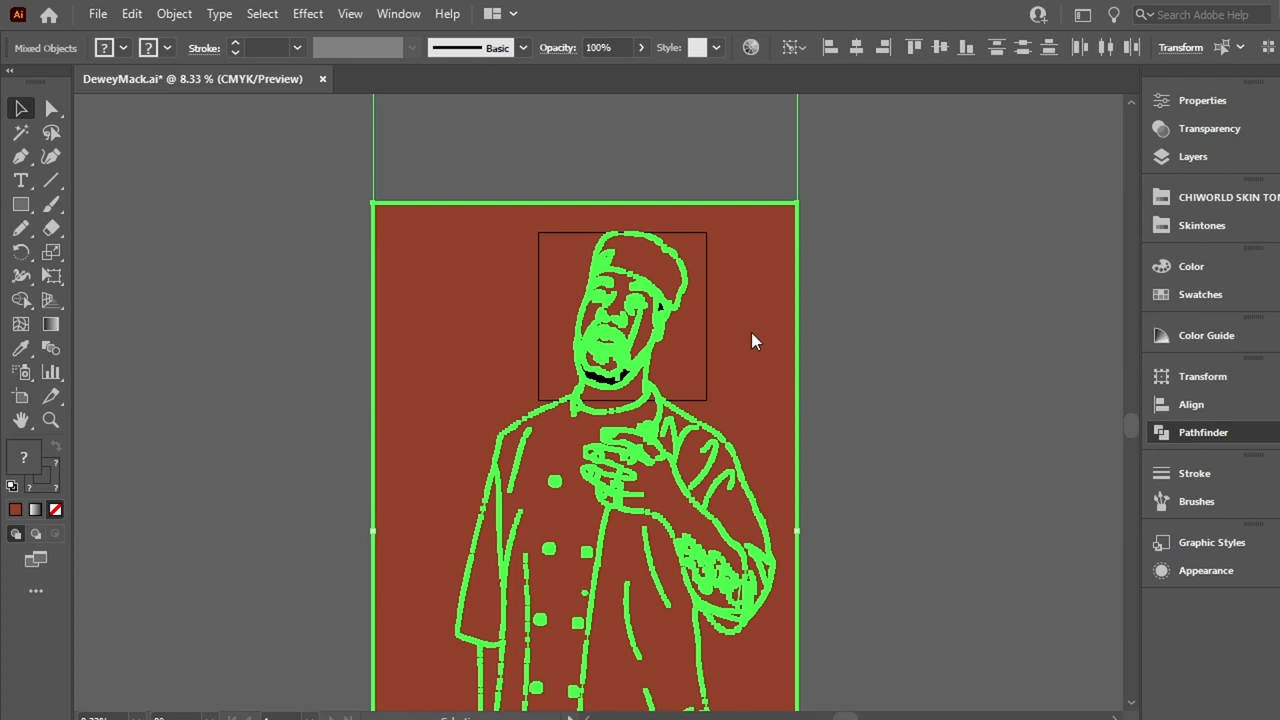 Ai File Edit Object Type Select Effect View Window Help Search Adobe Help
Mixed Objects ? ? Stroke: Basic Opacity: 100% Style: Transform
DeweyMack.ai* @ 8.33 % (CMYK/Preview) ×
Properties
Transparency
Layers
CHIWORLD SKIN TON
Skintones
Color
Swatches
Color Guide
Transform
Align
Pathfinder
Stroke
Brushes
Graphic Styles
Appearance
?
?
? ?